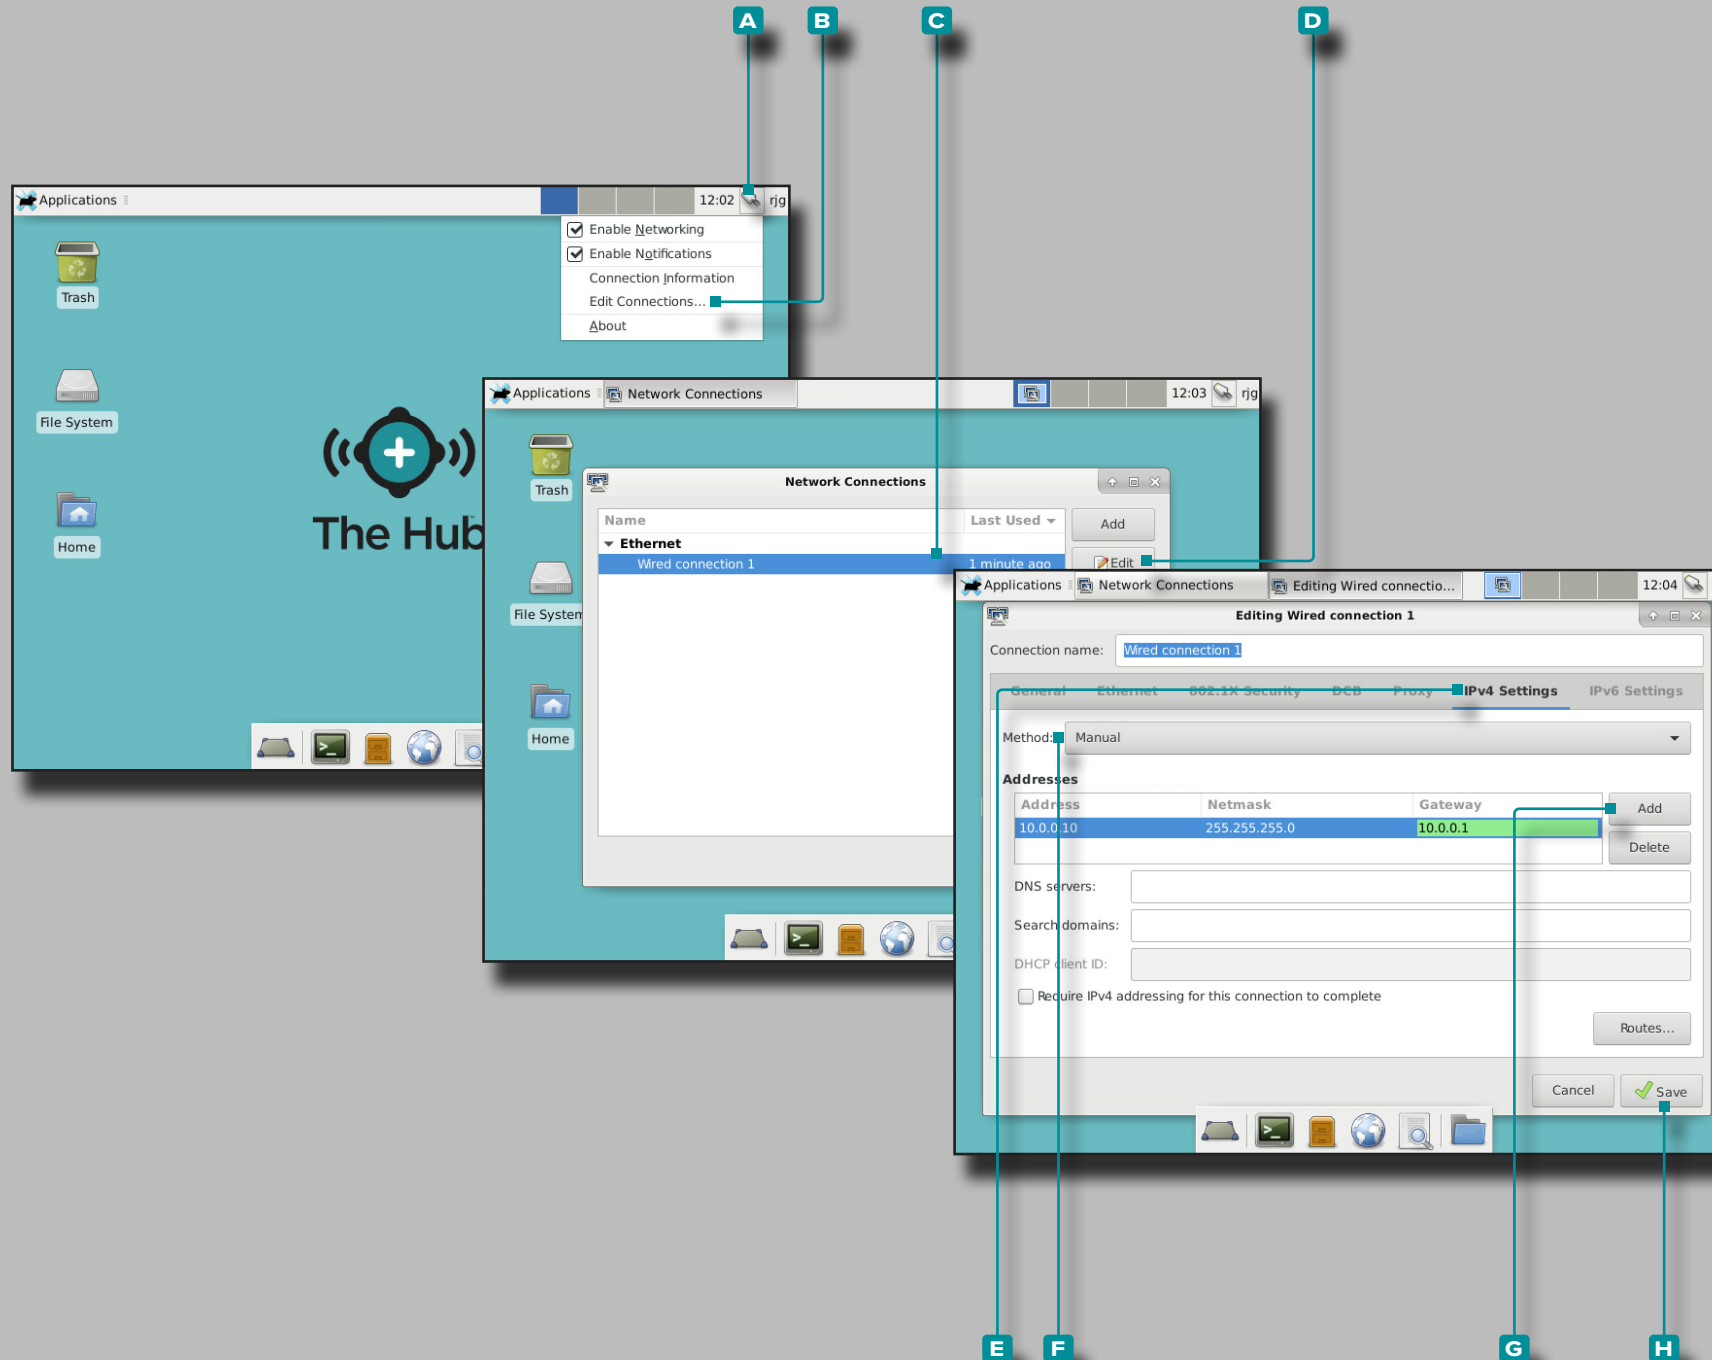 A B C D
Applications 12:02 rjg
Enable Networking
Enable Notifications
Connection Information
Edit Connections...
About
Trash
File System
Home
The Hub
Applications Network Connections 12:03 rjg
Trash
File System
Home
Network Connections
Name Last Used
Add
Ethernet
Wired connection 1 1 minute ago
Edit
Applications Network Connections Editing Wired connectio... 12:04
Editing Wired connection 1
Connection name: Wired connection 1
General Ethernet 802.1X Security DCB Proxy IPv4 Settings IPv6 Settings
Method: Manual
Addresses
Address Netmask Gateway
Add
10.0.0.10 255.255.255.0 10.0.0.1
Delete
DNS servers:
Search domains:
DHCP client ID:
Require IPv4 addressing for this connection to complete
Routes...
Cancel Save
E F G H